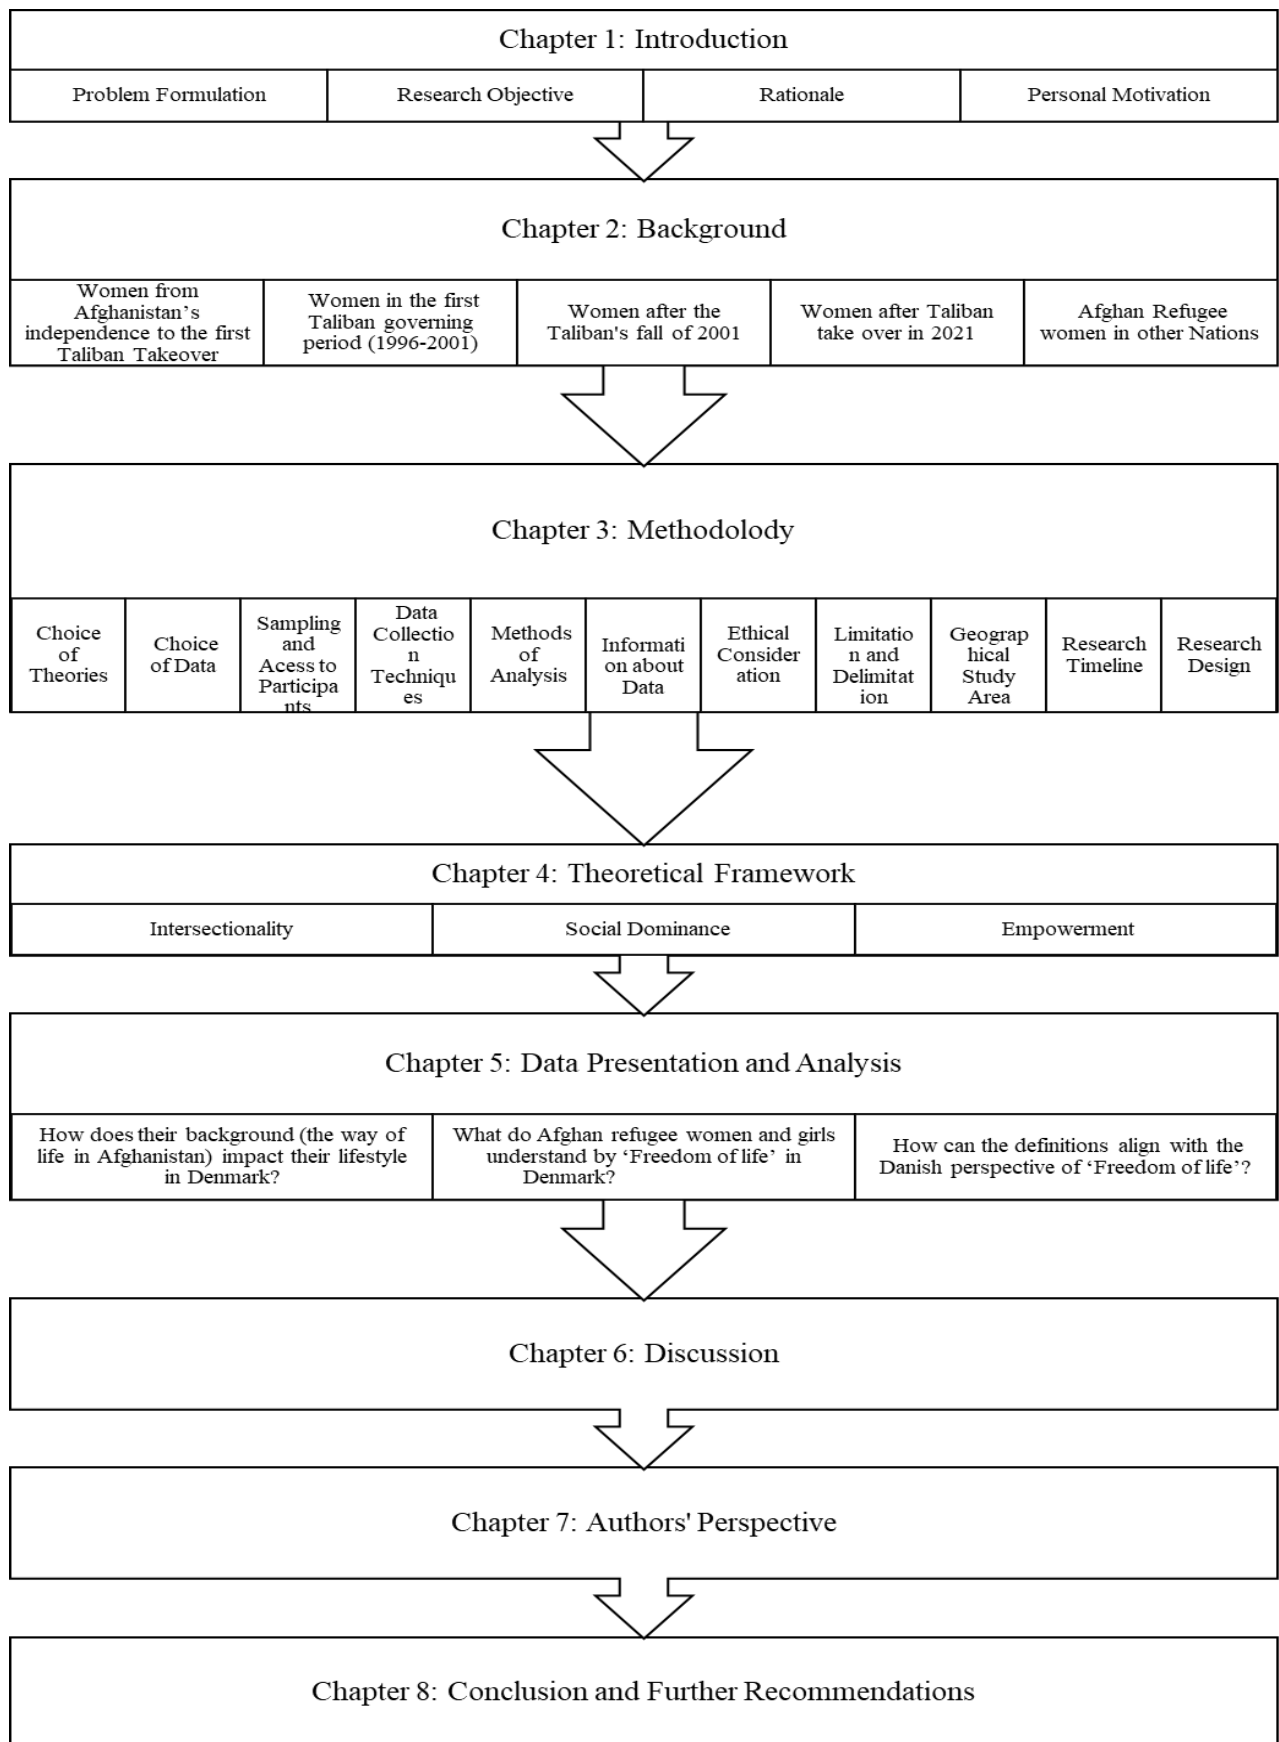 Chapter 1: Introduction
Problem Formulation
Research Objective
Rationale
Personal Motivation
Chapter 2: Background
Women from
Afghanistan's
independence to the first
Taliban Takeover
Women in the first
Taliban governing
period (1996-2001)
Women after the
Taliban's fall of 2001
Women after Taliban
take over in 2021
Afghan Refugee
women in other Nations
Chapter 3: Methodolody
Choice
of
Theories
Choice
of Data
Sampling
and
Acess to
Participa
nts
Data
Collectio
n
Techniqu
es
Methods
of
Analysis
Informati
on about
Data
Ethical
Consider
ation
Limitatio
n and
Delimitat
ion
Geograp
hical
Study
Area
Research
Timeline
Research
Design
Chapter 4: Theoretical Framework
Intersectionality
Social Dominance
Empowerment
Chapter 5: Data Presentation and Analysis
How does their background (the way of
life in Afghanistan) impact their lifestyle
in Denmark?
What do Afghan refugee women and girls
understand by ‘Freedom of life’ in
Denmark?
How can the definitions align with the
Danish perspective of ‘Freedom of life’?
Chapter 6: Discussion
Chapter 7: Authors' Perspective
Chapter 8: Conclusion and Further Recommendations